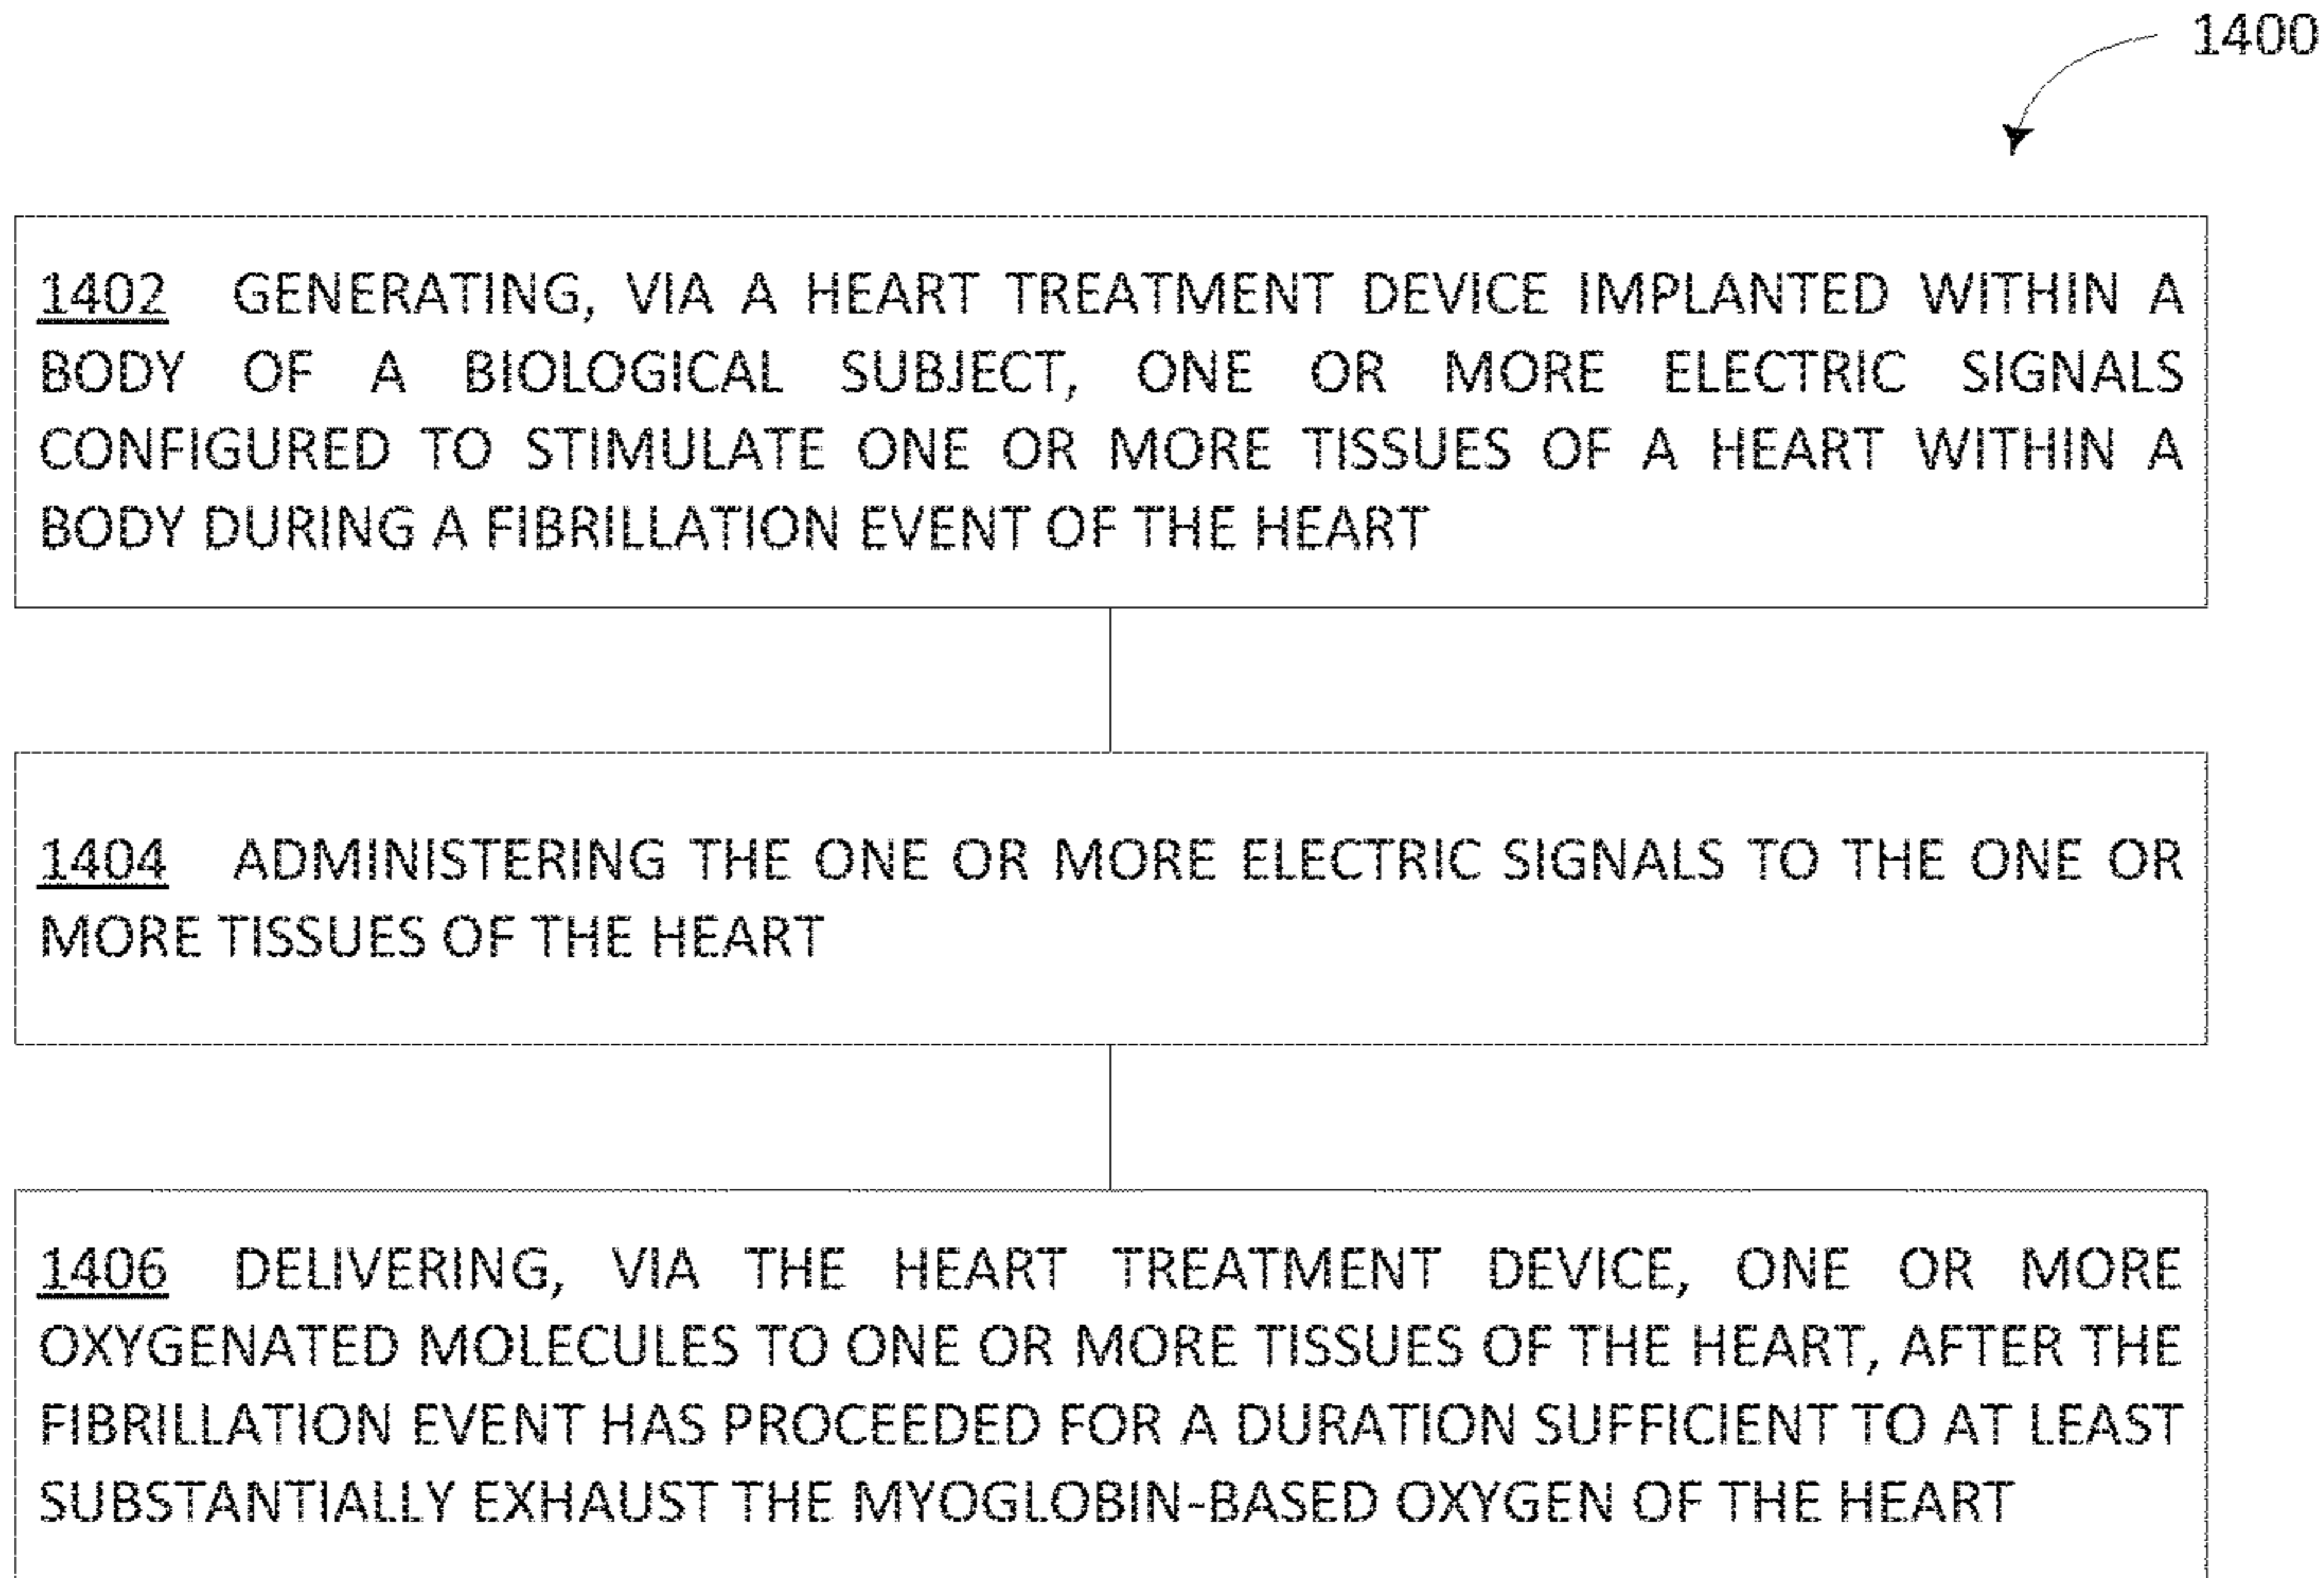 1400
1402 GENERATING, VIA A HEART TREATMENT DEVICE IMPLANTED WITHIN A
BODY OF A BIOLOGICAL SUBJECT, ONE OR MORE ELECTRIC SIGNALS
CONFIGURED TO STIMULATE ONE OR MORE TISSUES OF A HEART WITHIN A
BODY DURING A FIBRILLATION EVENT OF THE HEART
1404 ADMINISTERING THE ONE OR MORE ELECTRIC SIGNALS TO THE ONE OR
MORE TISSUES OF THE HEART
1406 DELIVERING, VIA THE HEART TREATMENT DEVICE, ONE OR MORE
OXYGENATED MOLECULES TO ONE OR MORE TISSUES OF THE HEART, AFTER THE
FIBRILLATION EVENT HAS PROCEEDED FOR A DURATION SUFFICIENT TO AT LEAST
SUBSTANTIALLY EXHAUST THE MYOGLOBIN-BASED OXYGEN OF THE HEART